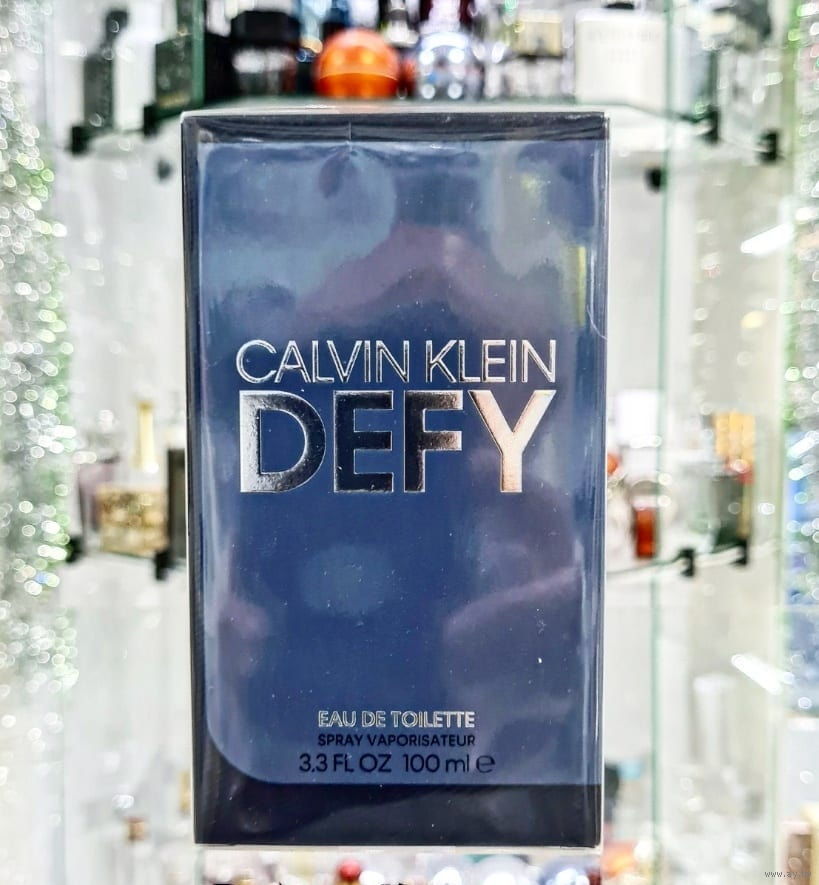 CALVIN KLEIN
DEFY
EAU DE TOILETTE
SPRAY VAPORISATEUR
3.3 FL OZ 100 ml ℮